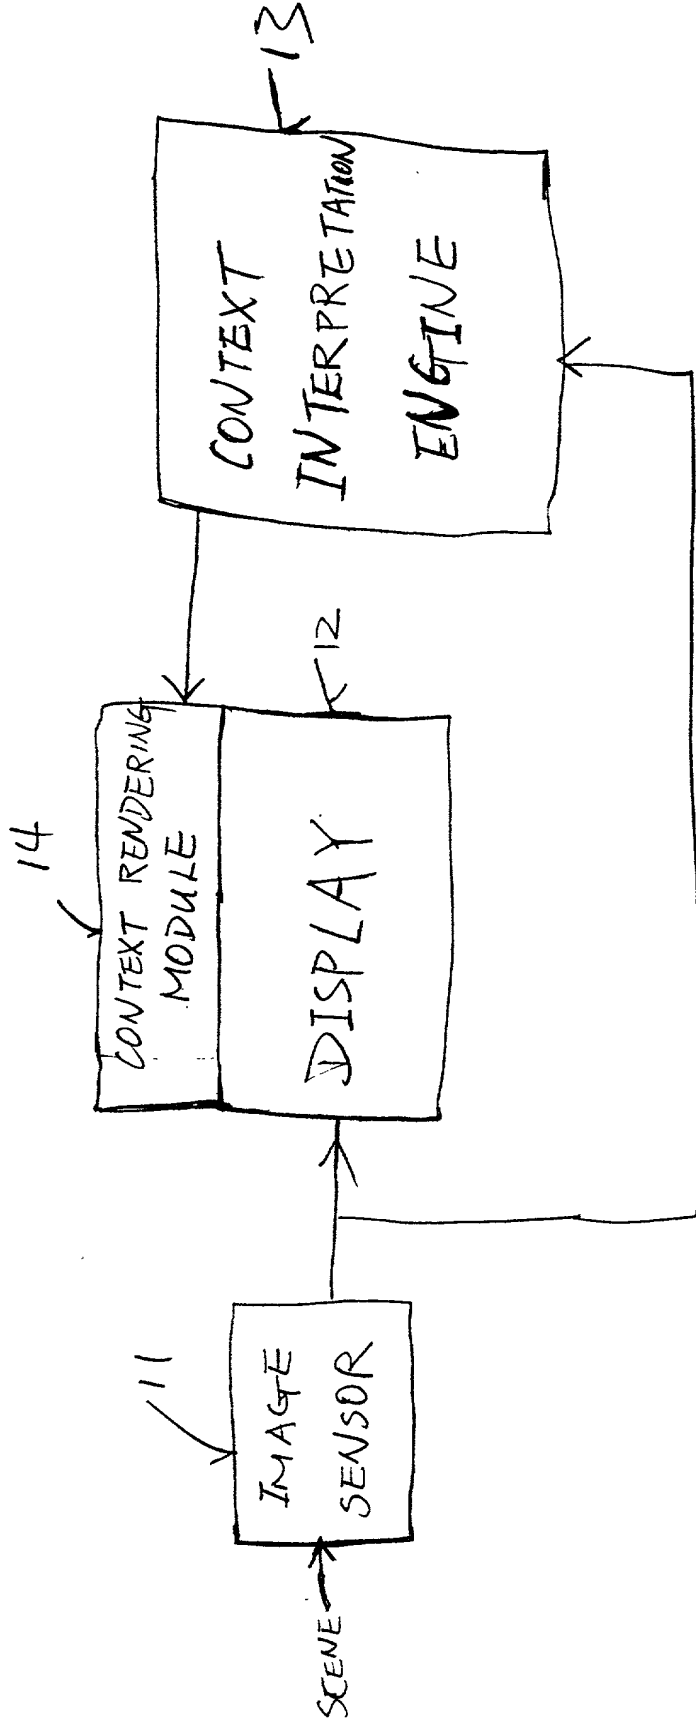 SCENE
11
IMAGE
SENSOR
14
CONTEXT RENDERING
MODULE
DISPLAY
12
CONTEXT
INTERPRETATION
ENGINE
13